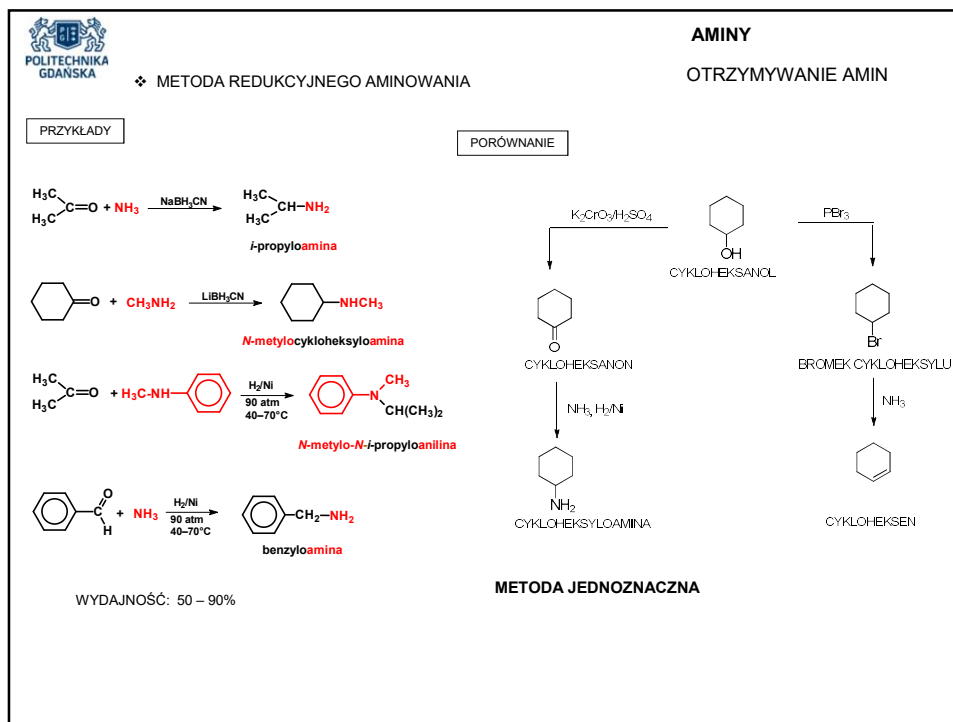 POLITECHNIKA
GDAŃSKA
AMINY
❖ METODA REDUKCYJNEGO AMINOWANIA
OTRZYMYWANIE AMIN
PRZYKŁADY
H₃C
H₃C
C=O + NH₃
NaBH₃CN
H₃C
H₃C
CH–NH₂
i-propyloamina
O + CH₃NH₂
LiBH₃CN
NHCH₃
N-metylocykloheksyloamina
H₃C
H₃C
C=O + H₃C-NH
H₂/Ni
90 atm
40–70°C
CH₃
N
CH(CH₃)₂
N-metylo-N-i-propyloanilina
O
C
H
+ NH₃
H₂/Ni
90 atm
40–70°C
CH₂–NH₂
benzyloamina
WYDAJNOŚĆ: 50 – 90%
PORÓWNANIE
K₂CrO₃/H₂SO₄
PBr₃
OH
CYKLOHEKSANOL
O
CYKLOHEKSANON
Br
BROMEK CYKLOHEKSYLU
NH₃, H₂/Ni
NH₃
NH₂
CYKLOHEKSYLOAMINA
CYKLOHEKSEN
METODA JEDNOZNACZNA